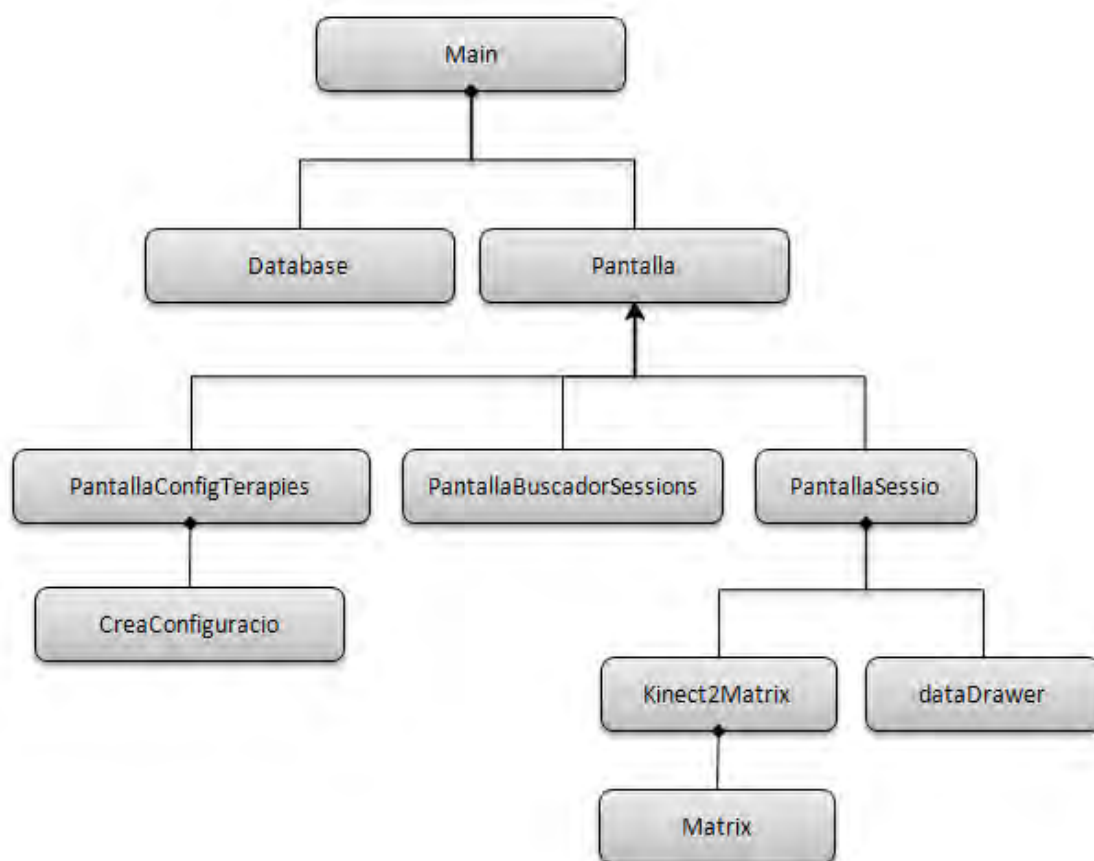 Main
Database
Pantalla
PantallaConfigTerapies
PantallaBuscadorSessions
PantallaSessio
CreaConfiguracio
Kinect2Matrix
dataDrawer
Matrix